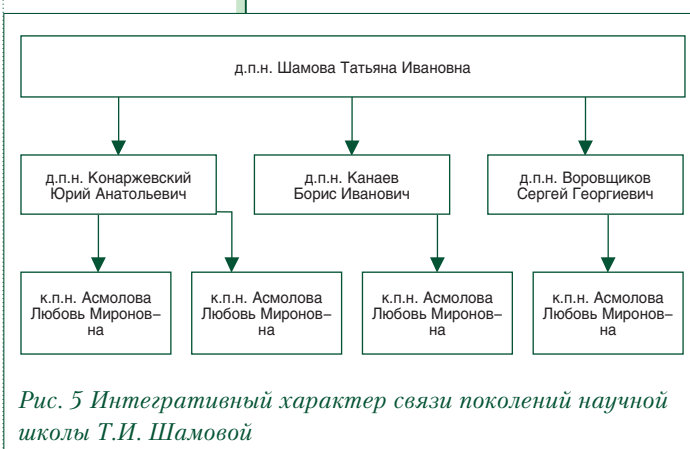 д.п.н. Шамова Татьяна Ивановна
д.п.н. Конаржевский
Юрий Анатольевич
д.п.н. Канаев
Борис Иванович
д.п.н. Воровщиков
Сергей Георгиевич
к.п.н. Асмолова
Любовь Миронов–
на
к.п.н. Асмолова
Любовь Миронов–
на
к.п.н. Асмолова
Любовь Миронов–
на
к.п.н. Асмолова
Любовь Миронов–
на
Рис. 5 Интегративный характер связи поколений научной
школы Т.И. Шамовой